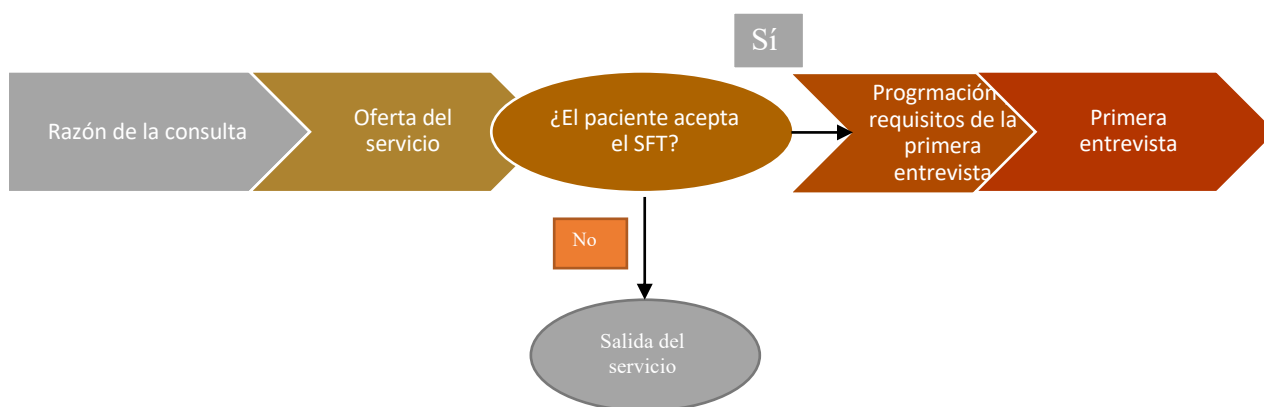 Sí
Razón de la consulta
Oferta del
servicio
¿El paciente acepta
el SFT?
Progrmación
requisitos de la
primera
entrevista
Primera
entrevista
No
Salida del
servicio